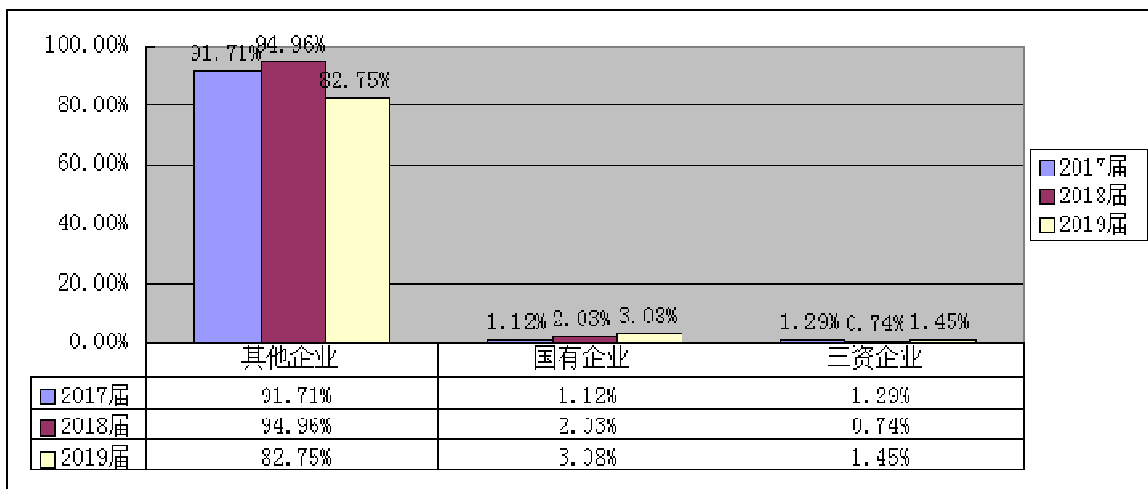 100.00%
80.00%
60.00%
40.00%
20.00%
0.00%
91.71%
94.96%
82.75%
1.12%
2.03%
3.08%
1.29%
0.74%
1.45%
2017届
2018届
2019届
其他企业 国有企业 三资企业
2017届 91.71% 1.12% 1.29%
2018届 94.96% 2.03% 0.74%
2019届 82.75% 3.08% 1.45%